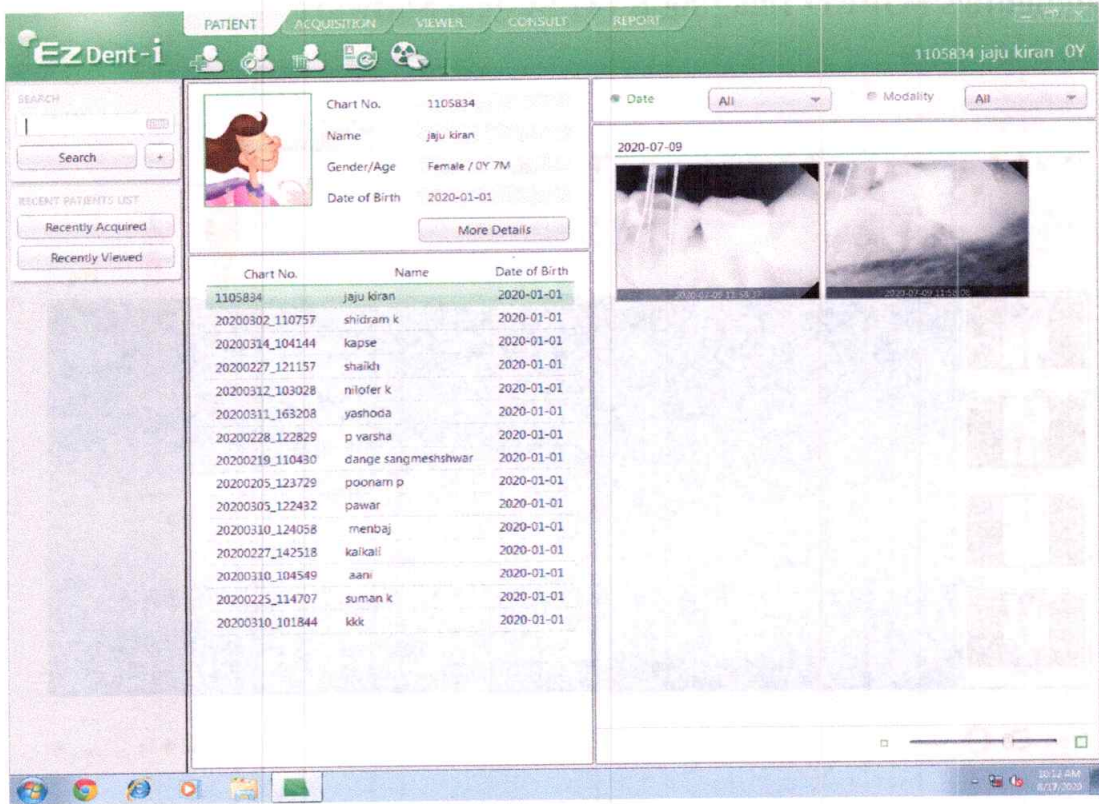 PATIENT ACQUISITION VIEWER CONSULT REPORT
Ez Dent-i
1105834 jaju kiran 0Y
SEARCH
Search +
RECENT PATIENTS LIST
Recently Acquired
Recently Viewed
Chart No. 1105834
Name jaju kiran
Gender/Age Female / 0Y 7M
Date of Birth 2020-01-01
More Details
Chart No. Name Date of Birth
1105834 jaju kiran 2020-01-01
20200302_110757 shidram k 2020-01-01
20200314_104144 kapse 2020-01-01
20200227_121157 shaikh 2020-01-01
20200312_103028 nilofer k 2020-01-01
20200311_163208 yashoda 2020-01-01
20200228_122829 p varsha 2020-01-01
20200219_110430 dange sangmeshshwar 2020-01-01
20200205_123729 poonam p 2020-01-01
20200305_122432 pawar 2020-01-01
20200310_124058 menbaj 2020-01-01
20200227_142518 kalkali 2020-01-01
20200310_104549 aani 2020-01-01
20200225_114707 suman k 2020-01-01
20200310_101844 kkk 2020-01-01
Date All Modality All
2020-07-09
10:12 AM
8/17/2020